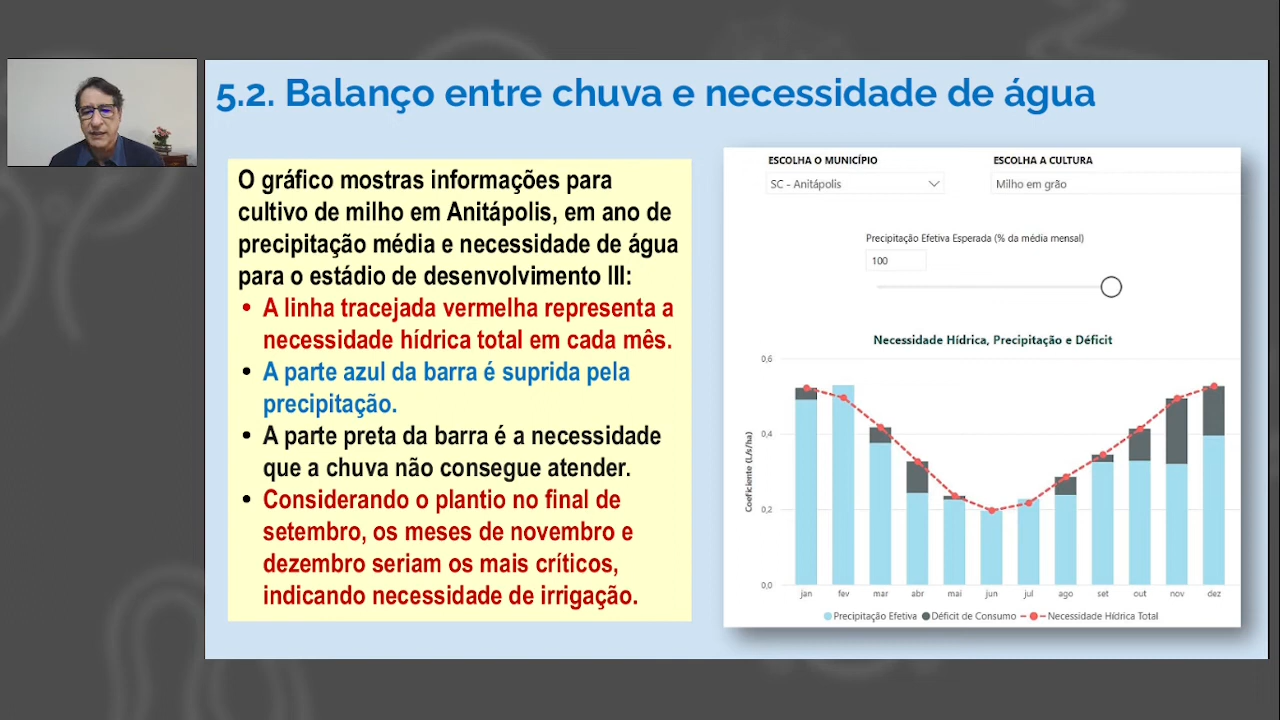 5.2. Balanço entre chuva e necessidade de água
O gráfico mostras informações para
cultivo de milho em Anitápolis, em ano de
precipitação média e necessidade de água
para o estádio de desenvolvimento III:
• A linha tracejada vermelha representa a
necessidade hídrica total em cada mês.
• A parte azul da barra é suprida pela
precipitação.
• A parte preta da barra é a necessidade
que a chuva não consegue atender.
• Considerando o plantio no final de
setembro, os meses de novembro e
dezembro seriam os mais críticos,
indicando necessidade de irrigação.
ESCOLHA O MUNICÍPIO
SC - Anitápolis
ESCOLHA A CULTURA
Milho em grão
Precipitação Efetiva Esperada (% da média mensal)
100
Necessidade Hídrica, Precipitação e Déficit
Coeficiente (L/s/ha)
0,6
0,4
0,2
0,0
jan fev mar abr mai jun jul ago set out nov dez
Precipitação Efetiva Déficit de Consumo Necessidade Hídrica Total